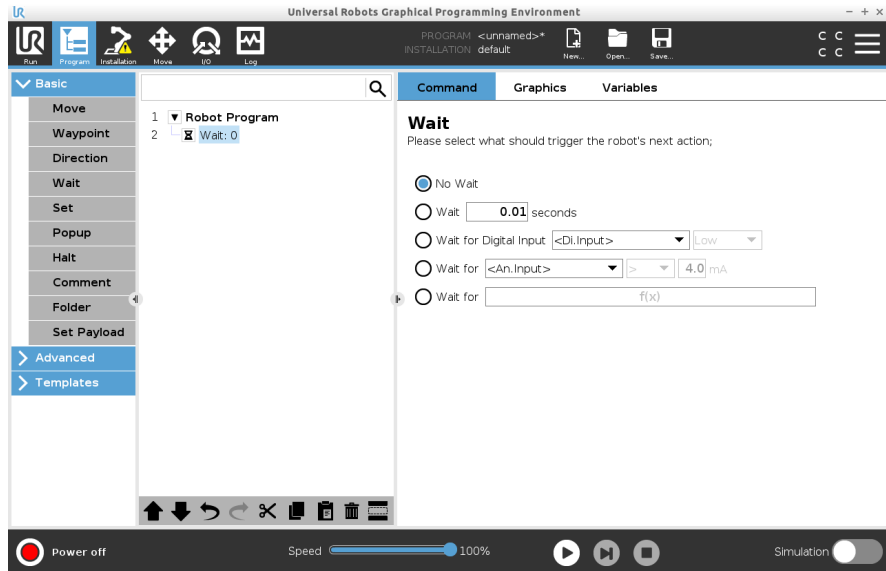 UR Universal Robots Graphical Programming Environment
UR
Run Program Installation Move I/O Log
PROGRAM <unnamed>*
INSTALLATION default
New... Open... Save...
C C
C C
Basic
Move
Waypoint
Direction
Wait
Set
Popup
Halt
Comment
Folder
Set Payload
Advanced
Templates
1 Robot Program
2 Wait: 0
Command Graphics Variables
Wait
Please select what should trigger the robot's next action;
No Wait
Wait 0.01 seconds
Wait for Digital Input <Di.Input> Low
Wait for <An.Input> > 4.0 mA
Wait for f(x)
Power off
Speed 100%
Simulation